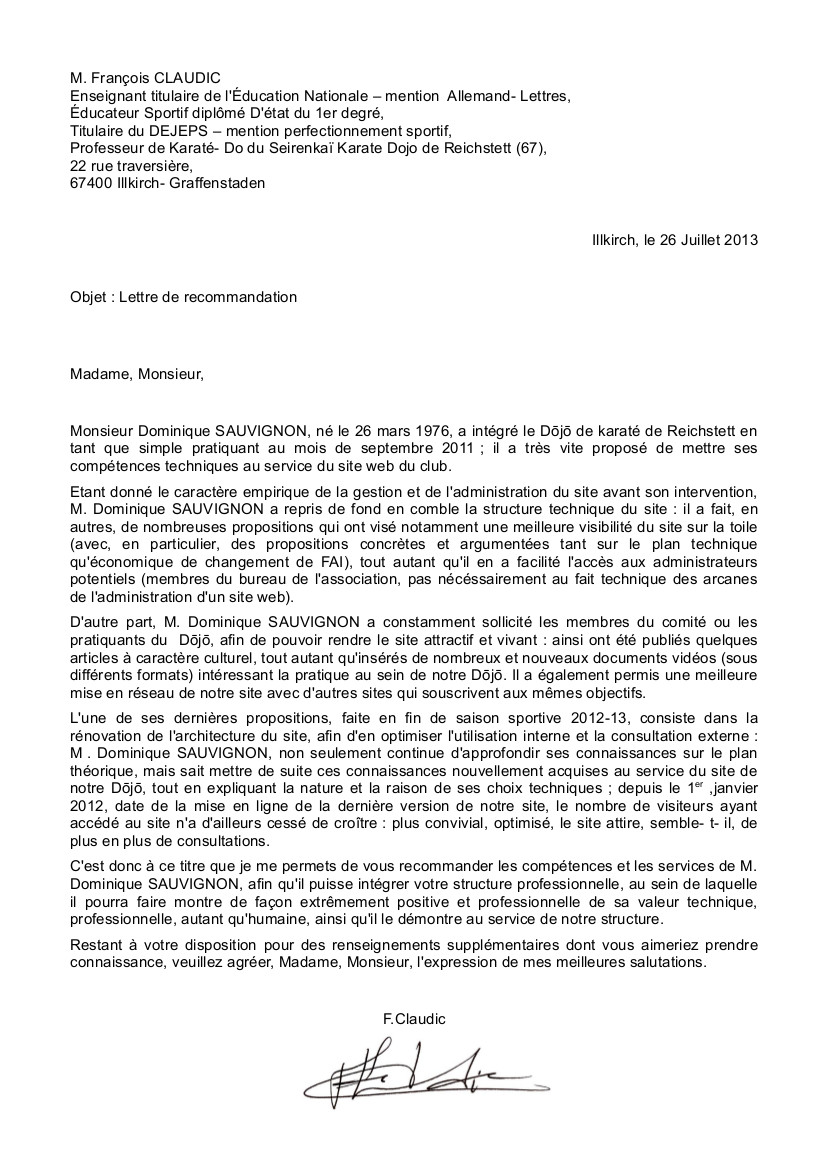 M. François CLAUDIC
Enseignant titulaire de l'Éducation Nationale – mention  Allemand- Lettres,
Éducateur Sportif diplômé D'état du 1er degré,
Titulaire du DEJEPS – mention perfectionnement sportif,
Professeur de Karaté- Do du Seirenkaï Karate Dojo de Reichstett (67),
22 rue traversière,
67400 Illkirch- Graffenstaden
Illkirch, le 26 Juillet 2013
Objet : Lettre de recommandation
Madame, Monsieur,
Monsieur Dominique SAUVIGNON, né le 26 mars 1976, a intégré le Dōjō de karaté de Reichstett en
tant que simple pratiquant au mois de septembre 2011 ; il a très vite proposé de mettre ses
compétences techniques au service du site web du club.
Etant donné le caractère empirique de la gestion et de l'administration du site avant son intervention,
M. Dominique SAUVIGNON a repris de fond en comble la structure technique du site : il a fait, en
autres, de nombreuses propositions qui ont visé notamment une meilleure visibilité du site sur la toile
(avec, en particulier, des propositions concrètes et argumentées tant sur le plan technique
qu'économique de changement de FAI), tout autant qu'il en a facilité l'accès aux administrateurs
potentiels (membres du bureau de l'association, pas nécéssairement au fait technique des arcanes
de l'administration d'un site web).
D'autre part, M. Dominique SAUVIGNON a constamment sollicité les membres du comité ou les
pratiquants du  Dōjō, afin de pouvoir rendre le site attractif et vivant : ainsi ont été publiés quelques
articles à caractère culturel, tout autant qu'insérés de nombreux et nouveaux documents vidéos (sous
différents formats) intéressant la pratique au sein de notre Dōjō. Il a également permis une meilleure
mise en réseau de notre site avec d'autres sites qui souscrivent aux mêmes objectifs.
L'une de ses dernières propositions, faite en fin de saison sportive 2012-13, consiste dans la
rénovation de l'architecture du site, afin d'en optimiser l'utilisation interne et la consultation externe :
M . Dominique SAUVIGNON, non seulement continue d'approfondir ses connaissances sur le plan
théorique, mais sait mettre de suite ces connaissances nouvellement acquises au service du site de
notre Dōjō, tout en expliquant la nature et la raison de ses choix techniques ; depuis le 1er ,janvier
2012, date de la mise en ligne de la dernière version de notre site, le nombre de visiteurs ayant
accédé au site n'a d'ailleurs cessé de croître : plus convivial, optimisé, le site attire, semble- t- il, de
plus en plus de consultations.
C'est donc à ce titre que je me permets de vous recommander les compétences et les services de M.
Dominique SAUVIGNON, afin qu'il puisse intégrer votre structure professionnelle, au sein de laquelle
il pourra faire montre de façon extrêmement positive et professionnelle de sa valeur technique,
professionnelle, autant qu'humaine, ainsi qu'il le démontre au service de notre structure.
Restant à votre disposition pour des renseignements supplémentaires dont vous aimeriez prendre
connaissance, veuillez agréer, Madame, Monsieur, l'expression de mes meilleures salutations.
F.Claudic